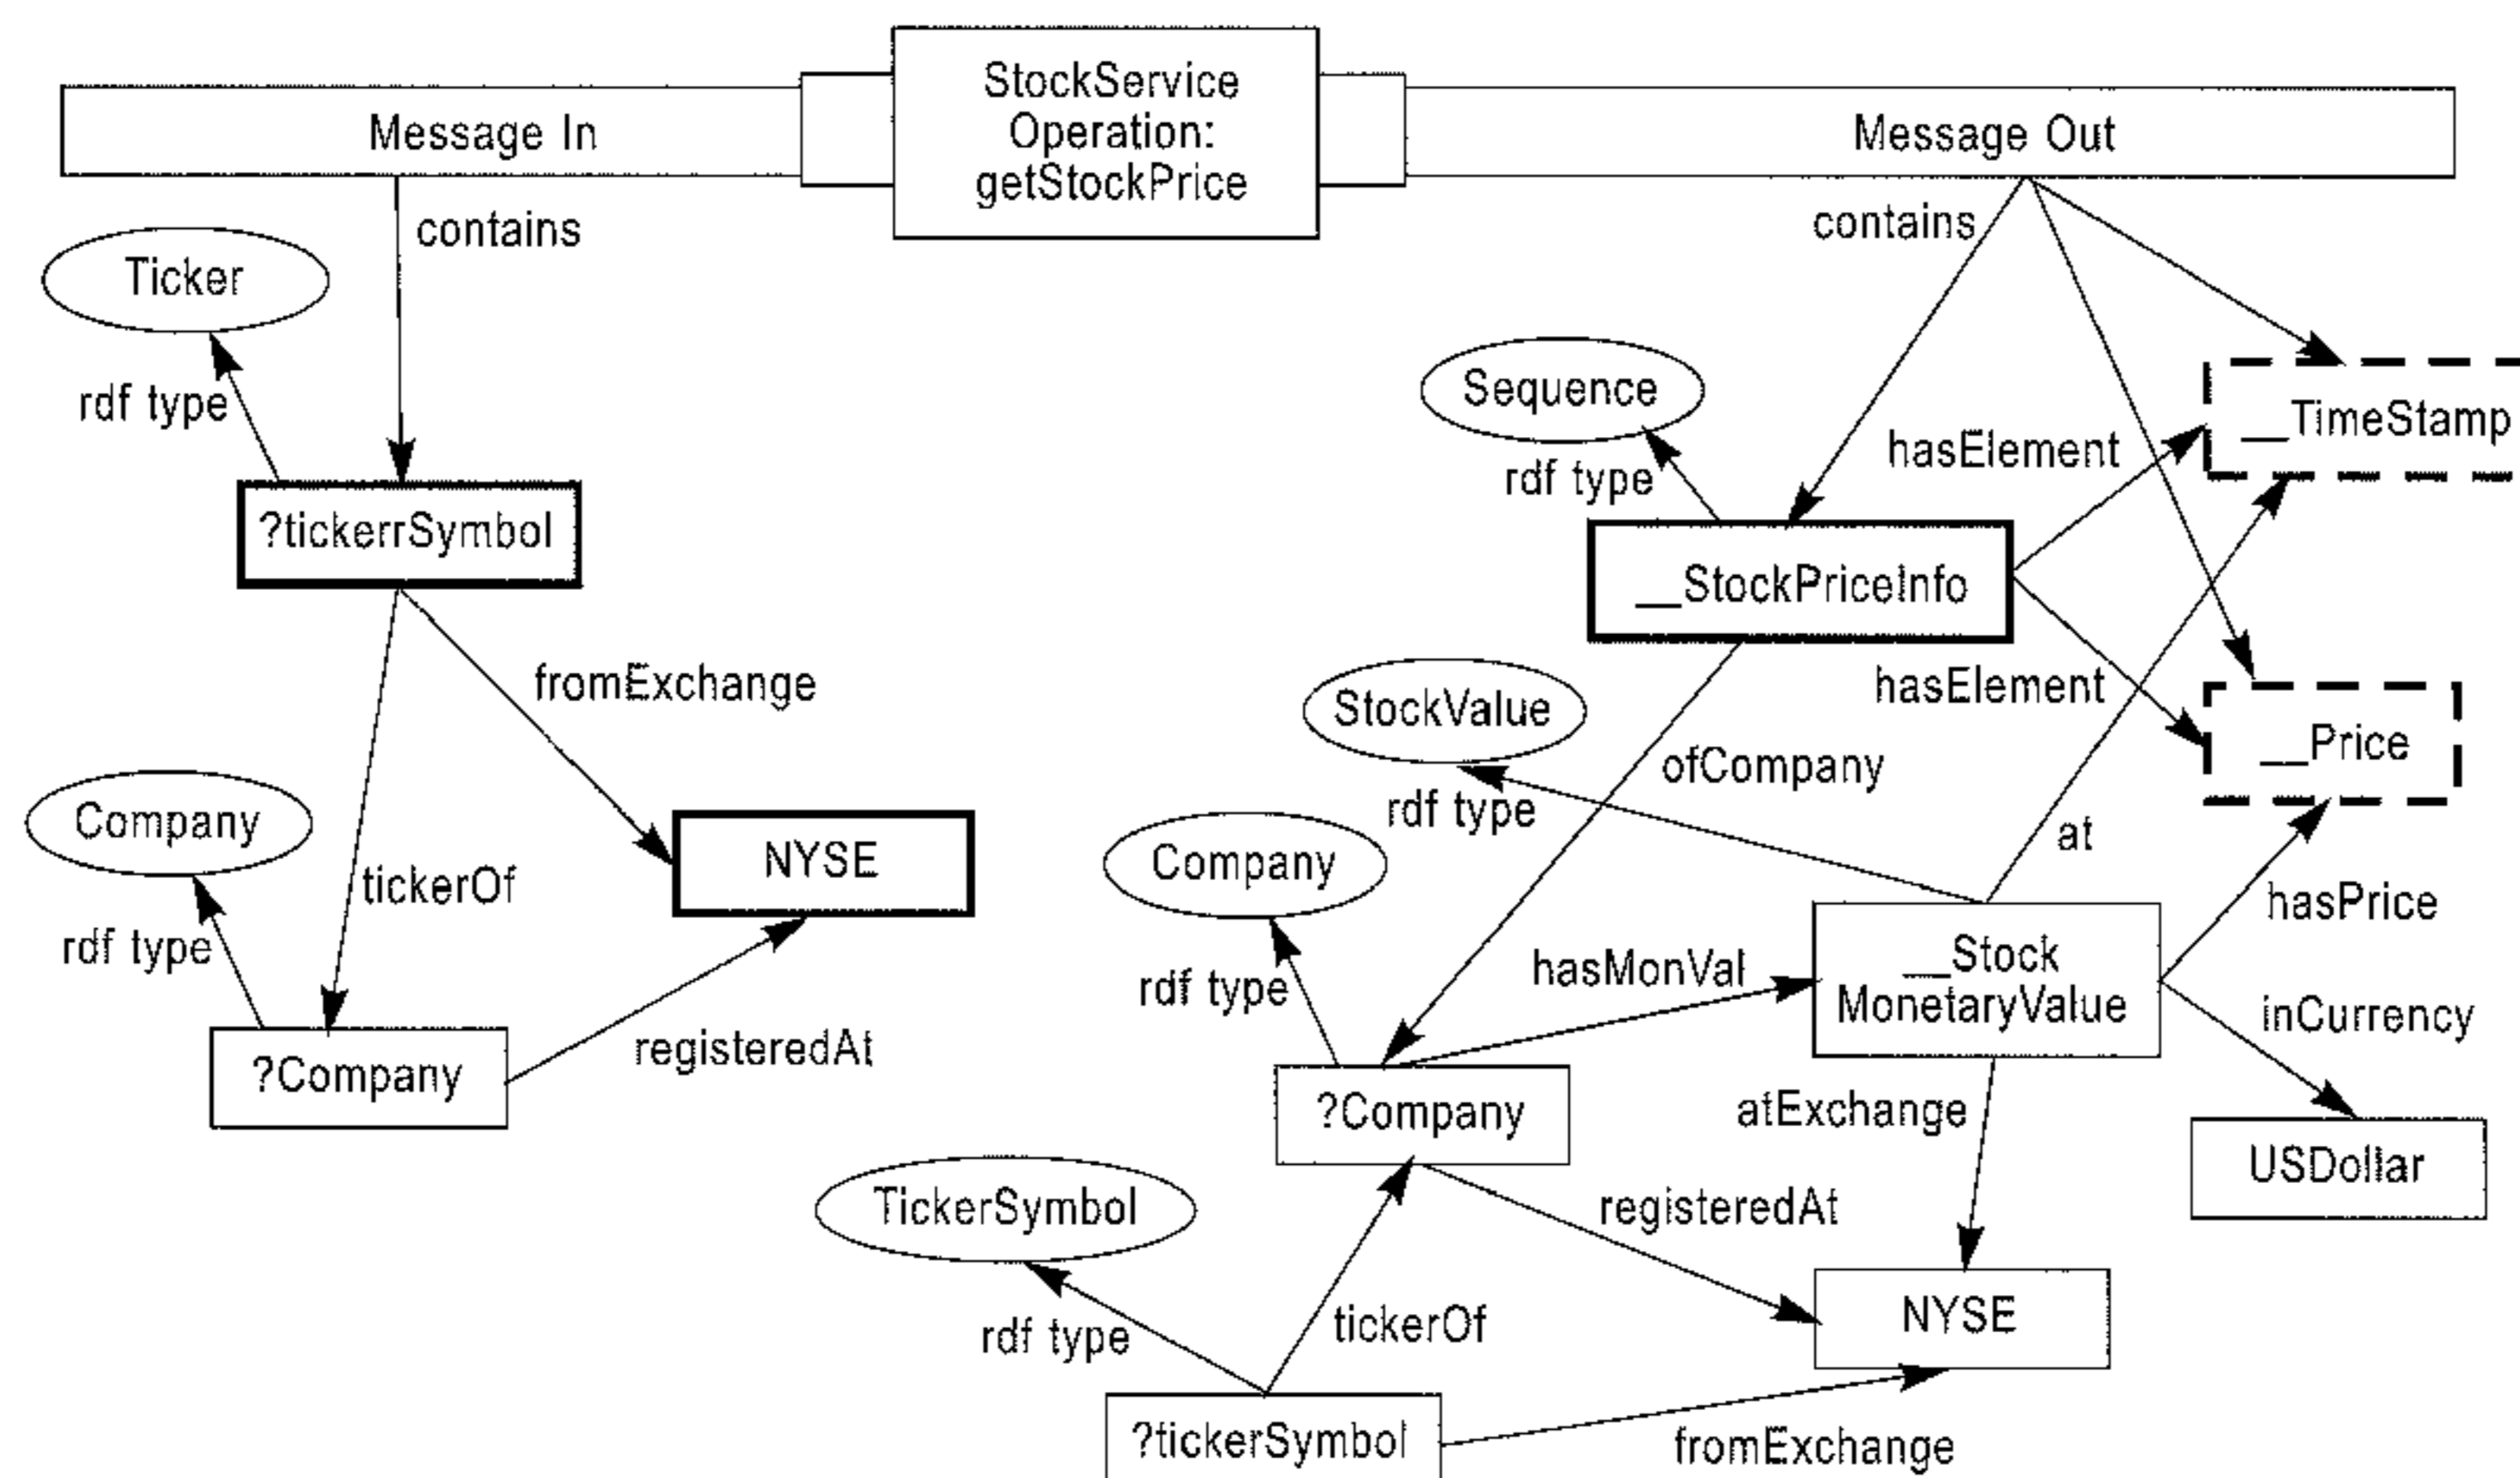 StockService
Operation:
getStockPrice
Message In
Message Out
contains
contains
Ticker
rdf type
Sequence
rdf type
hasElement
__TimeStamp
?tickerrSymbol
__StockPriceInfo
fromExchange
hasElement
StockValue
rdf type
ofCompany
__Price
Company
rdf type
tickerOf
NYSE
Company
rdf type
at
hasPrice
hasMonVal
__Stock
MonetaryValue
inCurrency
?Company
registeredAt
?Company
atExchange
USDollar
TickerSymbol
rdf type
tickerOf
registeredAt
NYSE
?tickerSymbol
fromExchange